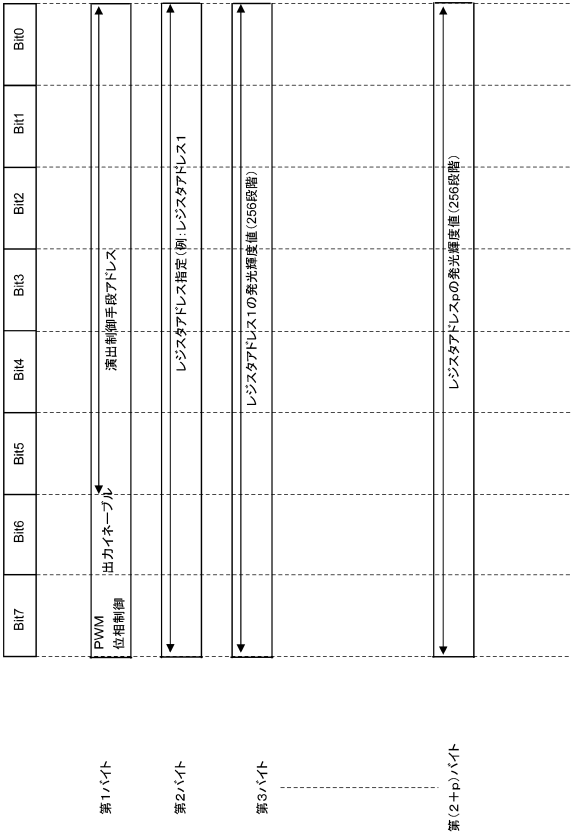 Bit7 Bit6 Bit5 Bit4 Bit3 Bit2 Bit1 Bit0
第1バイト
PWM
位相制御
出力イネーブル
演出制御手段アドレス
第2バイト
レジスタアドレス指定(例:レジスタアドレス1
第3バイト
レジスタアドレス1の発光輝度値(256段階)
第(2+p)バイト
レジスタアドレスpの発光輝度値(256段階)